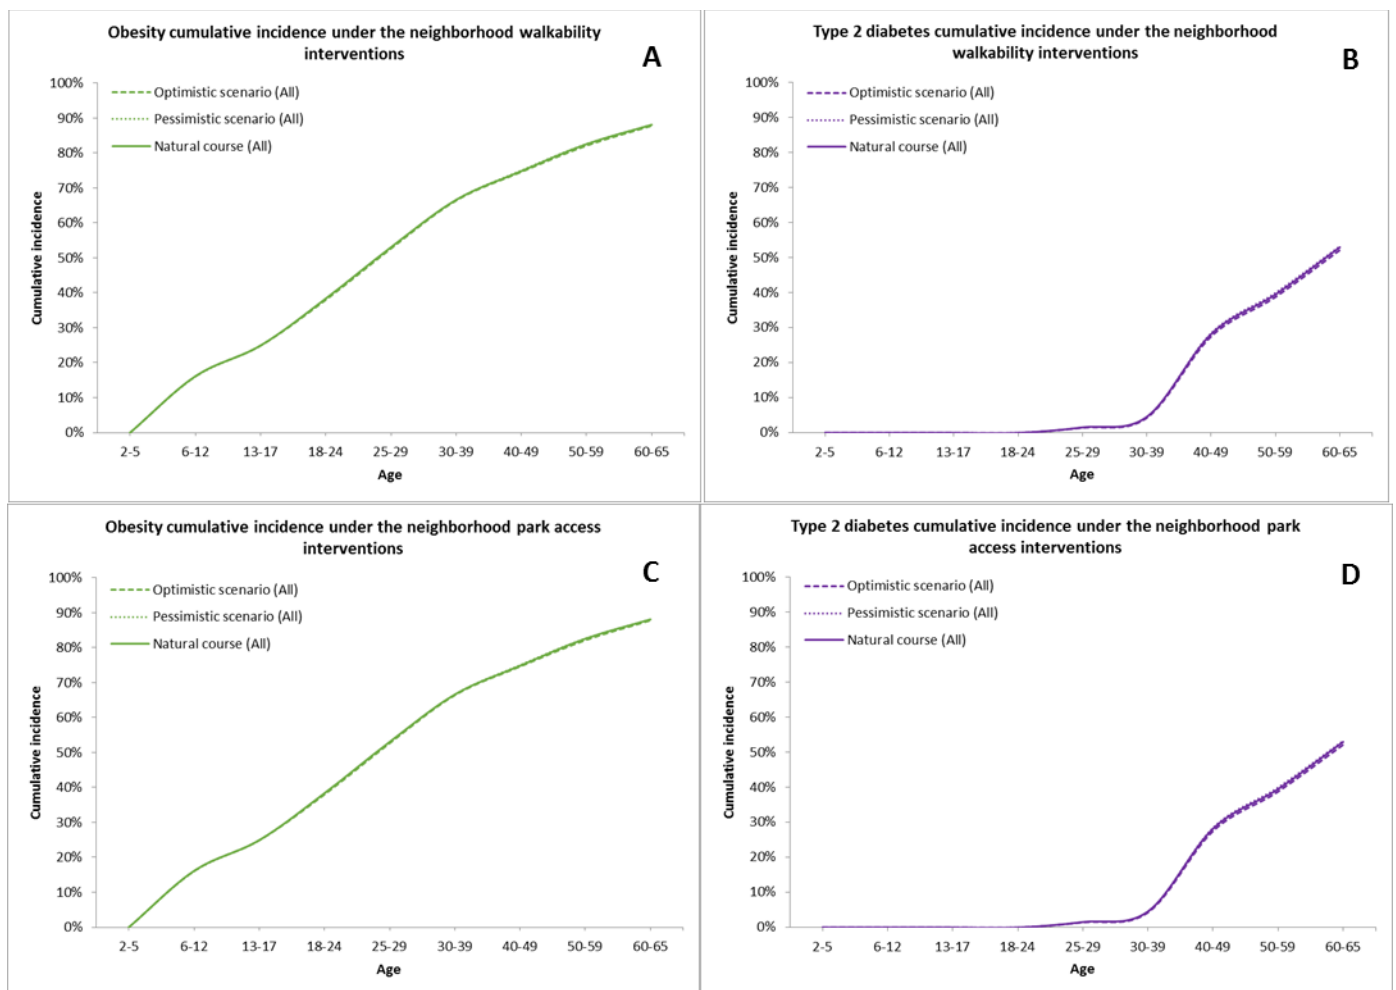 Obesity cumulative incidence under the neighborhood walkability
interventions
A
Optimistic scenario (All)
Pessimistic scenario (All)
Natural course (All)
100%
90%
80%
70%
60%
50%
40%
30%
20%
10%
0%
Cumulative incidence
2-5 6-12 13-17 18-24 25-29 30-39 40-49 50-59 60-65
Age
Type 2 diabetes cumulative incidence under the neighborhood
walkability interventions
B
Optimistic scenario (All)
Pessimistic scenario (All)
Natural course (All)
100%
90%
80%
70%
60%
50%
40%
30%
20%
10%
0%
Cumulative incidence
2-5 6-12 13-17 18-24 25-29 30-39 40-49 50-59 60-65
Age
Obesity cumulative incidence under the neighborhood park access
interventions
C
Optimistic scenario (All)
Pessimistic scenario (All)
Natural course (All)
100%
90%
80%
70%
60%
50%
40%
30%
20%
10%
0%
Cumulative incidence
2-5 6-12 13-17 18-24 25-29 30-39 40-49 50-59 60-65
Age
Type 2 diabetes cumulative incidence under the neighborhood park
access interventions
D
Optimistic scenario (All)
Pessimistic scenario (All)
Natural course (All)
100%
90%
80%
70%
60%
50%
40%
30%
20%
10%
0%
Cumulative incidence
2-5 6-12 13-17 18-24 25-29 30-39 40-49 50-59 60-65
Age